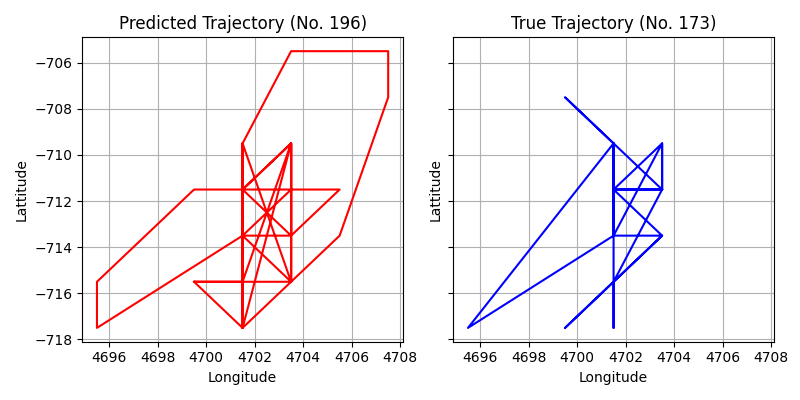 Predicted Trajectory (No. 196)
True Trajectory (No. 173)
−706
−708
−710
−712
−714
−716
−718
Lattitude
Lattitude
4696 4698 4700 4702 4704 4706 4708
4696 4698 4700 4702 4704 4706 4708
Longitude
Longitude